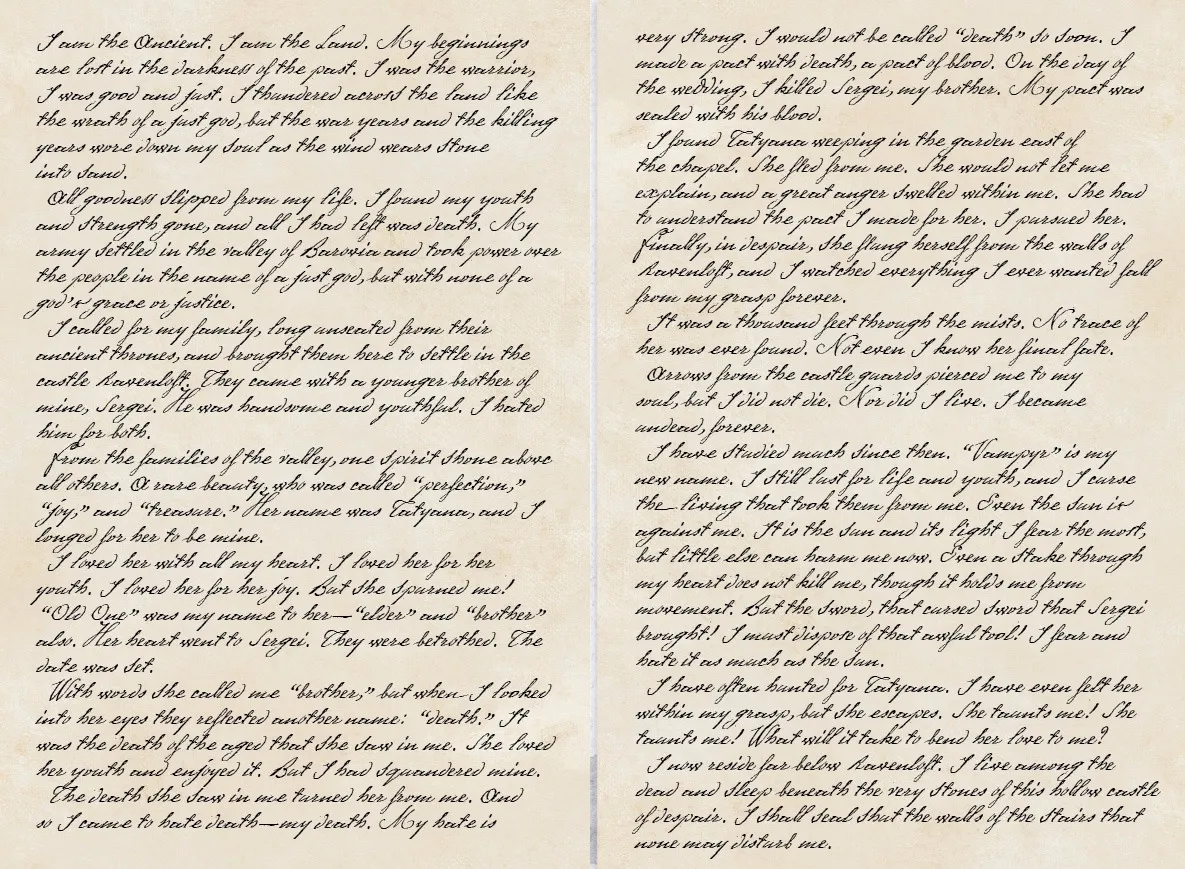 I am the Ancient. I am the Land. My beginnings
are lost in the darkness of the past. I was the warrior,
I was good and just. I thundered across the land like
the wrath of a just god, but the war years and the killing
years wore down my soul as the wind wears stone
into sand.
All goodness slipped from my life. I found my youth
and strength gone, and all I had left was death. My
army settled in the valley of Barovia and took power over
the people in the name of a just god, but with none of a
god's grace or justice.
I called for my family, long unseated from their
ancient thrones, and brought them here to settle in the
castle Ravenloft. They came with a younger brother of
mine, Sergei. He was handsome and youthful. I hated
him for both.
From the families of the valley, one spirit shone above
all others. A rare beauty, who was called “perfection,”
“joy,” and “treasure.” Her name was Tatyana, and I
longed for her to be mine.
I loved her with all my heart. I loved her for her
youth. I loved her for her joy. But she spurned me!
“Old One” was my name to her—“elder” and “brother”
also. Her heart went to Sergei. They were betrothed. The
date was set.
With words she called me “brother,” but when I looked
into her eyes they reflected another name: “death.” It
was the death of the aged that she saw in me. She loved
her youth and enjoyed it. But I had squandered mine.
The death she saw in me turned her from me. And
so I came to hate death—my death. My hate is
very strong. I would not be called “death” so soon. I
made a pact with death, a pact of blood. On the day of
the wedding, I killed Sergei, my brother. My pact was
sealed with his blood.
I found Tatyana weeping in the garden east of
the chapel. She fled from me. She would not let me
explain, and a great anger swelled within me. She had
to understand the pact I made for her. I pursued her.
Finally, in despair, she flung herself from the walls of
Ravenloft, and I watched everything I ever wanted fall
from my grasp forever.
It was a thousand feet through the mists. No trace of
her was ever found. Not even I know her final fate.
Arrows from the castle guards pierced me to my
soul, but I did not die. Nor did I live. I became
undead, forever.
I have studied much since then. “Vampyr” is my
new name. I still lust for life and youth, and I curse
the living that took them from me. Even the sun is
against me. It is the sun and its light I fear the most,
but little else can harm me now. Even a stake through
my heart does not kill me, though it holds me from
movement. But the sword, that cursed sword that Sergei
brought! I must dispose of that awful tool! I fear and
hate it as much as the sun.
I have often hunted for Tatyana. I have even felt her
within my grasp, but she escapes. She taunts me! She
taunts me! What will it take to bend her love to me?
I now reside far below Ravenloft. I live among the
dead and sleep beneath the very stones of this hollow castle
of despair. I shall seal shut the walls of the stairs that
none may disturb me.